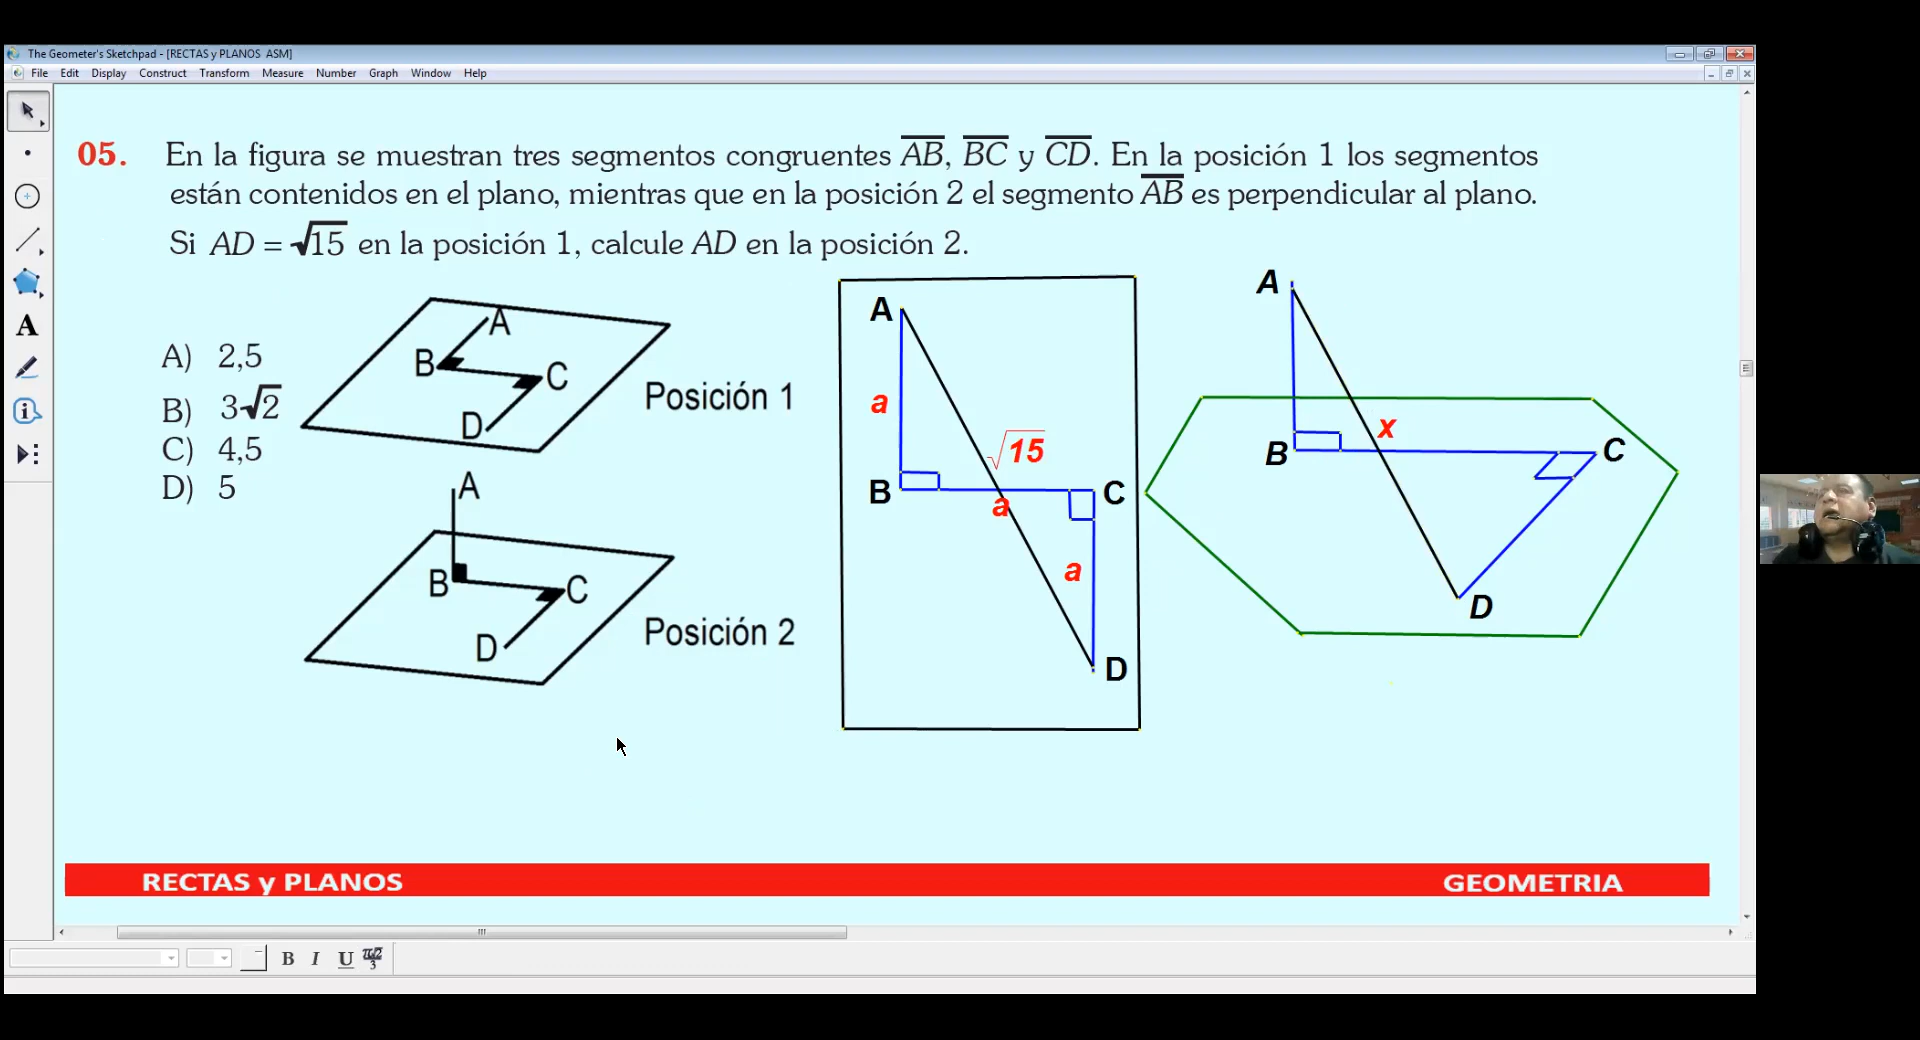 The Geometer's Sketchpad - [RECTAS y PLANOS ASM]
File Edit Display Construct Transform Measure Number Graph Window Help
05. En la figura se muestran tres segmentos congruentes AB, BC y CD. En la posición 1 los segmentos
están contenidos en el plano, mientras que en la posición 2 el segmento AB es perpendicular al plano.
Si AD = √15 en la posición 1, calcule AD en la posición 2.
A) 2,5
B) 3√2
C) 4,5
D) 5
A
B
C
D
Posición 1
A
B
C
D
Posición 2
A
a
√15
B
a
C
a
D
A
x
B
C
D
RECTAS y PLANOS
GEOMETRIA
A
B I U π/2 3